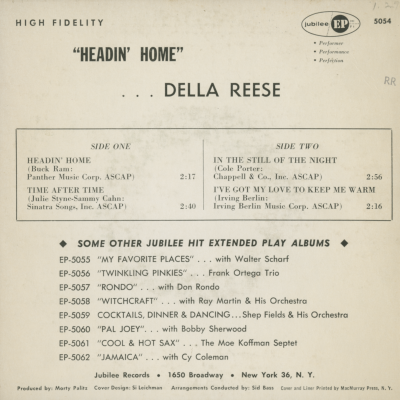 HIGH FIDELITY
jubilee EP
5054
• Performer
• Performance
• Perfektion
RR
"HEADIN' HOME"
. . . DELLA REESE
SIDE ONE
HEADIN' HOME
(Buck Ram:
Panther Music Corp. ASCAP) 2:17
TIME AFTER TIME
(Julie Styne-Sammy Cahn:
Sinatra Songs, Inc. ASCAP) 2:40
SIDE TWO
IN THE STILL OF THE NIGHT
(Cole Porter:
Chappell & Co., Inc. ASCAP) 2:56
I'VE GOT MY LOVE TO KEEP ME WARM
(Irving Berlin:
Irving Berlin Music Corp. ASCAP) 2:16
◆ SOME OTHER JUBILEE HIT EXTENDED PLAY ALBUMS ◆
EP-5055 "MY FAVORITE PLACES" . . . with Walter Scharf
EP-5056 "TWINKLING PINKIES" . . . Frank Ortega Trio
EP-5057 "RONDO" . . . with Don Rondo
EP-5058 "WITCHCRAFT" . . . with Ray Martin & His Orchestra
EP-5059 COCKTAILS, DINNER & DANCING . . . Shep Fields & His Orchestra
EP-5060 "PAL JOEY" . . . with Bobby Sherwood
EP-5061 "COOL & HOT SAX" . . . The Moe Koffman Septet
EP-5062 "JAMAICA" . . . with Cy Coleman
Jubilee Records • 1650 Broadway • New York 36, N. Y.
Produced by: Morty Palitz Cover Design: Si Leichman Arrangements Conducted by: Sid Bass Cover and Liner Printed by MacMurray Press, N. Y.